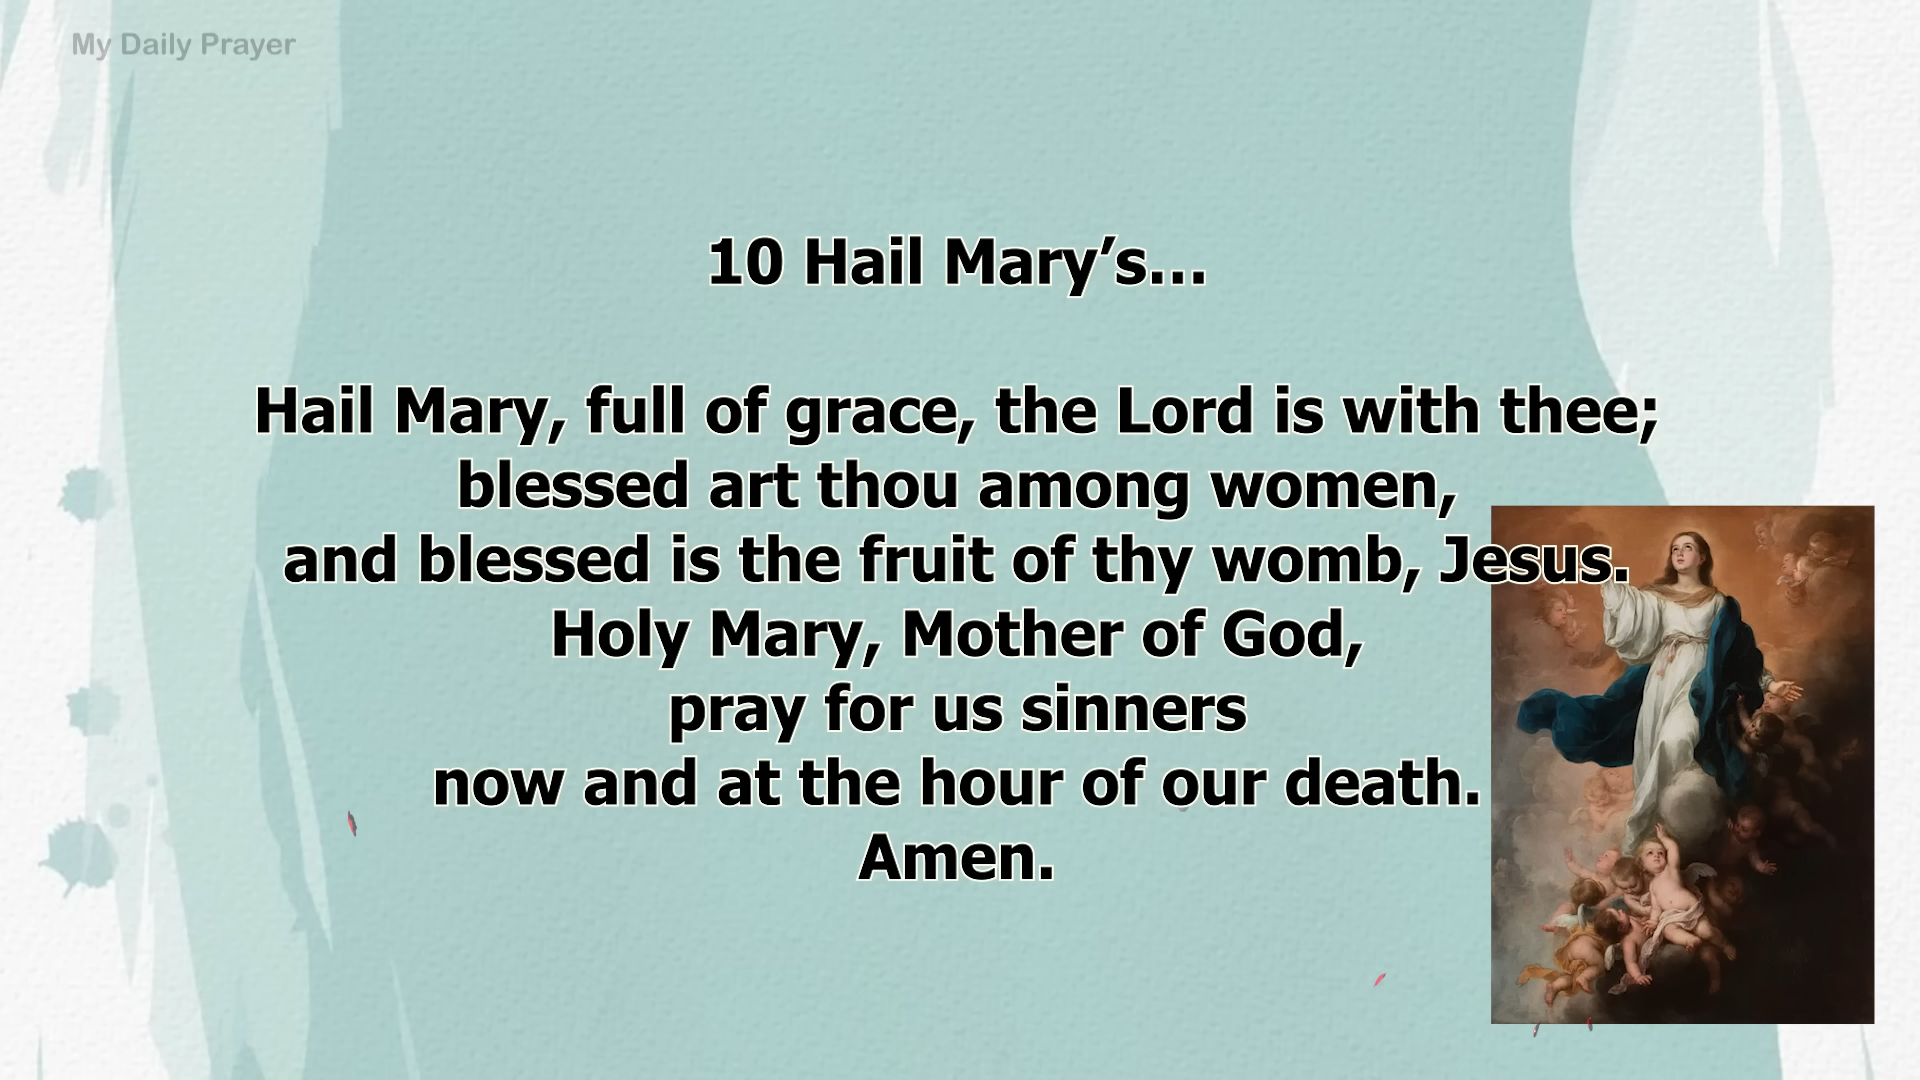 My Daily Prayer
10 Hail Mary’s...
Hail Mary, full of grace, the Lord is with thee;
blessed art thou among women,
and blessed is the fruit of thy womb, Jesus.
Holy Mary, Mother of God,
pray for us sinners
now and at the hour of our death.
Amen.